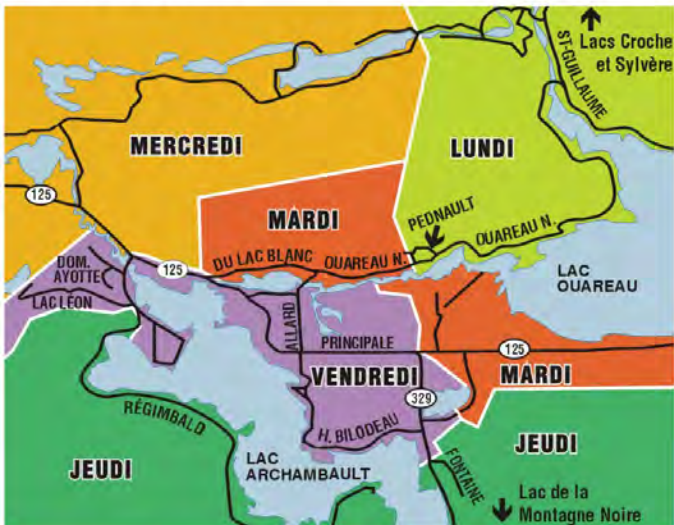 Lacs Croche
et Sylvère
ST-GUILLAUME
MERCREDI
LUNDI
125
MARDI
PEDNAULT
OUAREAU N.
DU LAC BLANC
OUAREAU N.
125
DOM.
AYOTTE
LAC LÉON
LAC
OUAREAU
ALLARD
PRINCIPALE
125
VENDREDI
MARDI
329
RÉGIMBALD
H. BILODEAU
JEUDI
LAC
ARCHAMBAULT
FONTAINE
JEUDI
Lac de la
Montagne Noire